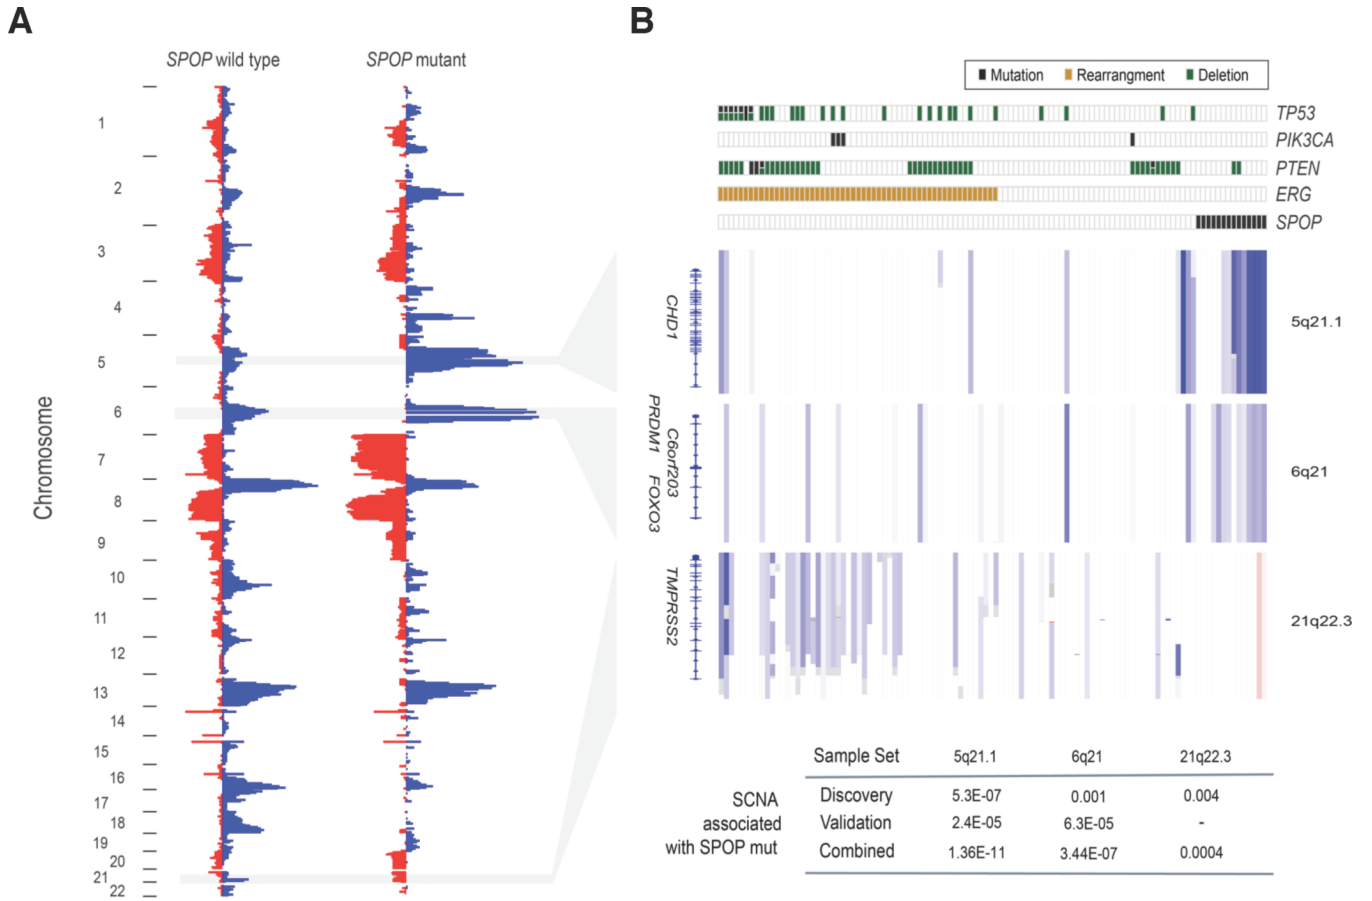 A
B
SPOP wild type
SPOP mutant
Chromosome
1
2
3
4
5
6
7
8
9
10
11
12
13
14
15
16
17
18
19
20
21
22
Mutation
Rearrangment
Deletion
TP53
PIK3CA
PTEN
ERG
SPOP
CHD1
5q21.1
PRDM1
C6orf203
FOXO3
6q21
TMPRSS2
21q22.3
SCNA
associated
with SPOP mut
Sample Set 5q21.1 6q21 21q22.3
Discovery 5.3E-07 0.001 0.004
Validation 2.4E-05 6.3E-05 -
Combined 1.36E-11 3.44E-07 0.0004